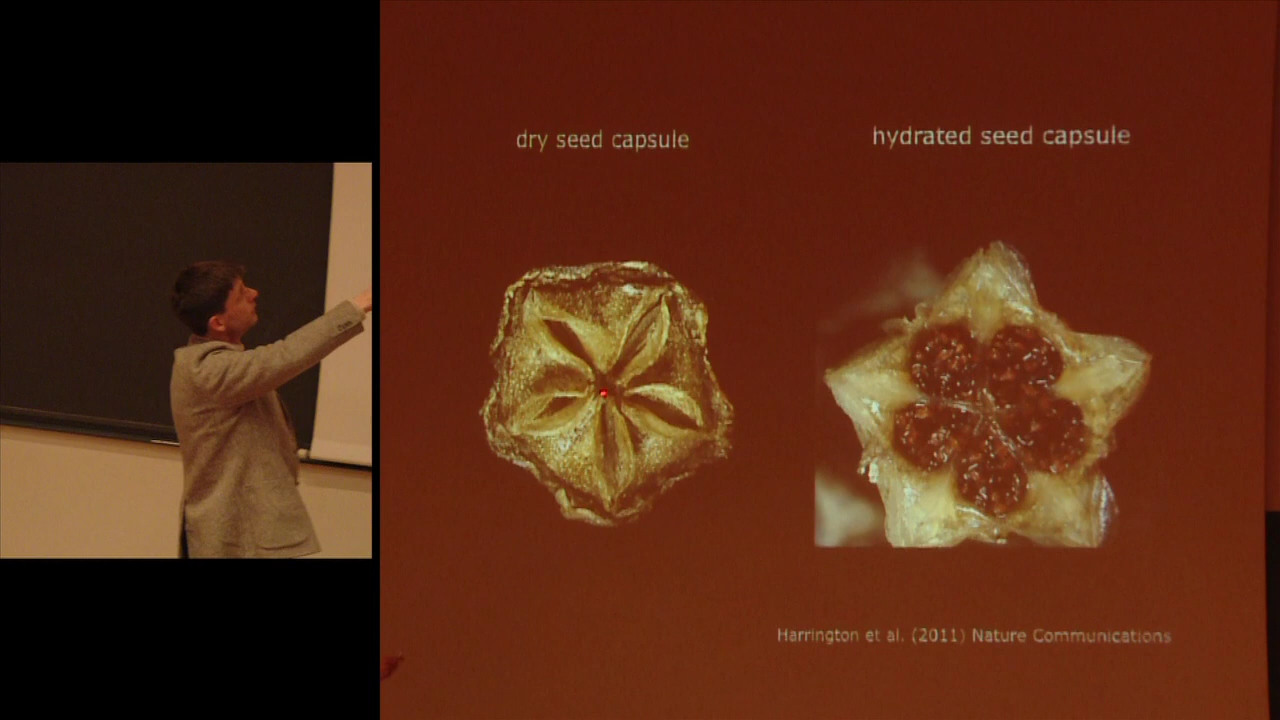 dry seed capsule
hydrated seed capsule
Harrington et al. (2011) Nature Communications